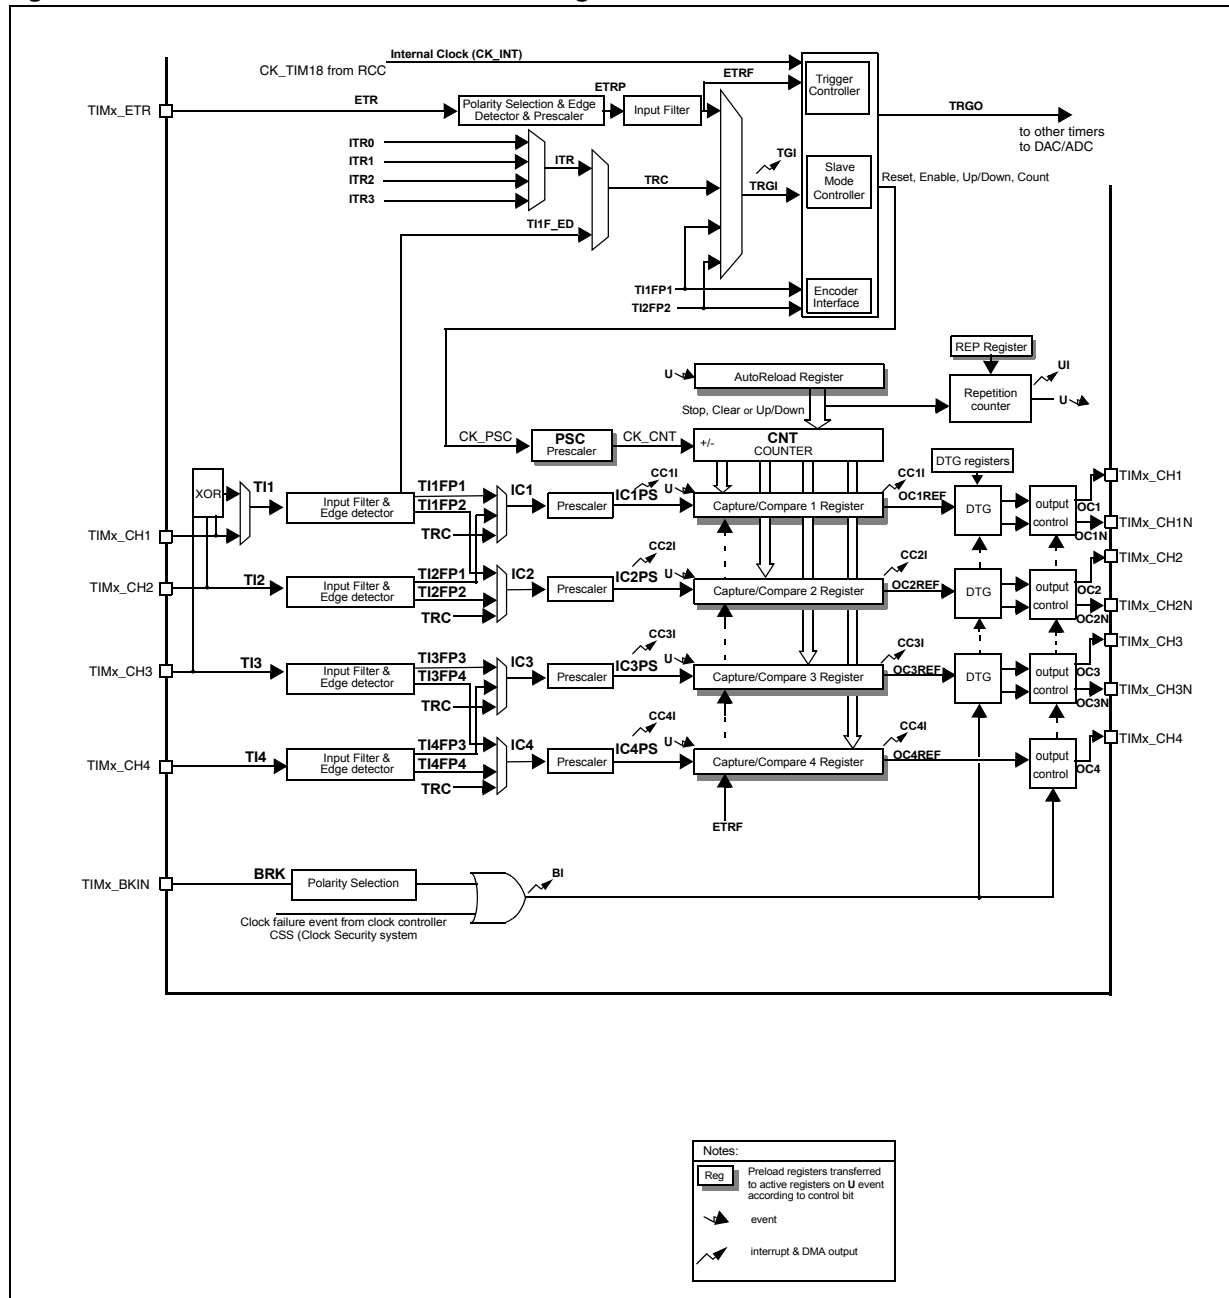 Internal Clock (CK_INT)
CK_TIM18 from RCC
TIMx_ETR
ETR
Polarity Selection & Edge
Detector & Prescaler
ETRP
Input Filter
ETRF
Trigger
Controller
TRGO
to other timers
to DAC/ADC
ITR0
ITR1
ITR2
ITR3
ITR
TRC
TI1F_ED
TGI
TRGI
Slave
Mode
Controller
Reset, Enable, Up/Down, Count
TI1FP1
TI2FP2
Encoder
Interface
REP Register
U
AutoReload Register
UI
Repetition
counter
U
Stop, Clear or Up/Down
CK_PSC
PSC
Prescaler
CK_CNT
+/-
CNT
COUNTER
DTG registers
XOR
TI1
Input Filter &
Edge detector
TI1FP1
TI1FP2
TRC
IC1
Prescaler
IC1PS
CC1I
U
Capture/Compare 1 Register
CC1I
OC1REF
DTG
output
control
OC1
OC1N
TIMx_CH1
TIMx_CH1N
TIMx_CH1
TIMx_CH2
TI2
Input Filter &
Edge detector
TI2FP1
TI2FP2
TRC
IC2
Prescaler
IC2PS
CC2I
U
Capture/Compare 2 Register
CC2I
OC2REF
DTG
output
control
OC2
OC2N
TIMx_CH2
TIMx_CH2N
TIMx_CH3
TI3
Input Filter &
Edge detector
TI3FP3
TI3FP4
TRC
IC3
Prescaler
IC3PS
CC3I
U
Capture/Compare 3 Register
CC3I
OC3REF
DTG
output
control
OC3
OC3N
TIMx_CH3
TIMx_CH3N
TIMx_CH4
TI4
Input Filter &
Edge detector
TI4FP3
TI4FP4
TRC
IC4
Prescaler
IC4PS
CC4I
U
Capture/Compare 4 Register
CC4I
OC4REF
output
control
OC4
TIMx_CH4
ETRF
TIMx_BKIN
BRK
Polarity Selection
BI
Clock failure event from clock controller
CSS (Clock Security system
Notes:
Reg
Preload registers transferred
to active registers on U event
according to control bit
event
interrupt & DMA output